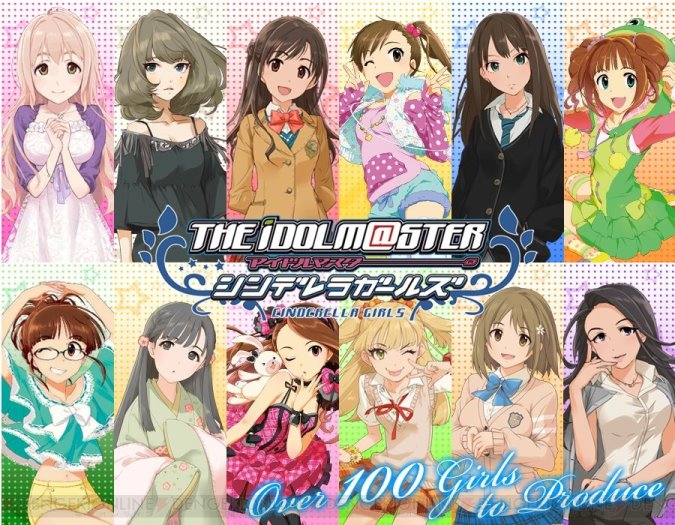 THE iDOLM@STER
アイドルマスター
シンデレラガールズ
CINDERELLA GIRLS
Over 100 Girls
to Produce